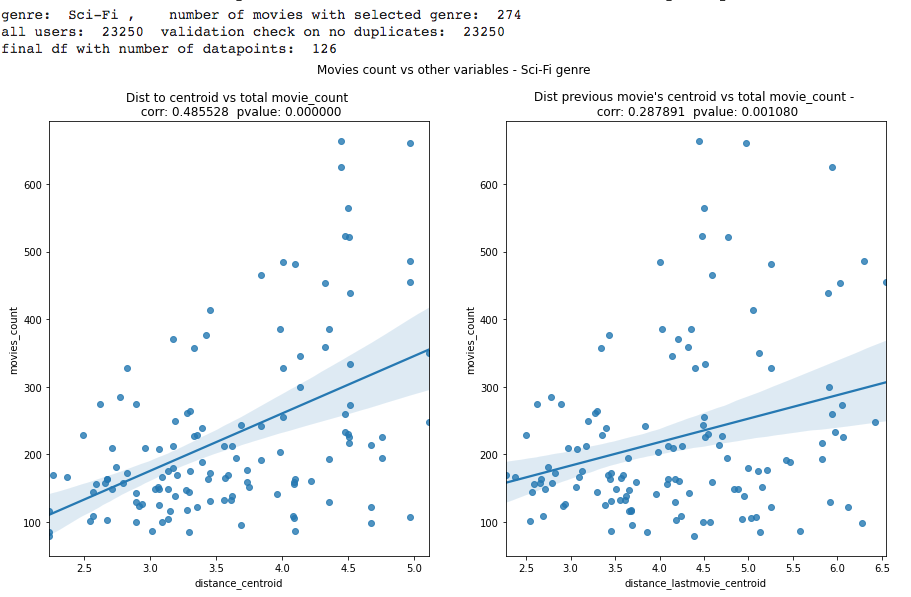 genre:  Sci-Fi ,    number of movies with selected genre:  274
all users:  23250  validation check on no duplicates:  23250
final df with number of datapoints:  126
Movies count vs other variables - Sci-Fi genre
Dist to centroid vs total movie_count
corr: 0.485528  pvalue: 0.000000
600
500
400
300
200
100
movies_count
2.5 3.0 3.5 4.0 4.5 5.0
distance_centroid
Dist previous movie's centroid vs total movie_count -
corr: 0.287891  pvalue: 0.001080
600
500
400
300
200
100
movies_count
2.5 3.0 3.5 4.0 4.5 5.0 5.5 6.0 6.5
distance_lastmovie_centroid